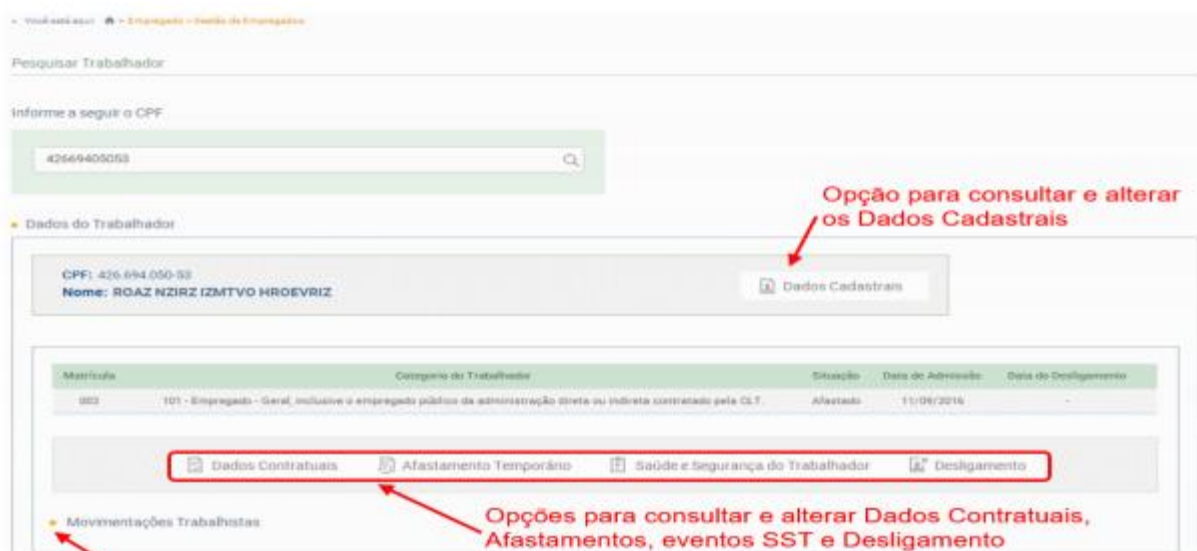 Você está aqui: > Empregado > Gestão de Empregados
Pesquisar Trabalhador
Informe a seguir o CPF
42669405053
Opção para consultar e alterar
os Dados Cadastrais
Dados do Trabalhador
CPF: 426.694.050-53
Nome: ROAZ NZIRZ IZMTVO HROEVRIZ
Dados Cadastrais
Matrícula Categoria do Trabalhador Situação Data de Admissão Data do Desligamento
003 101 - Empregado - Geral, inclusive o empregado público da administração direta ou indireta contratado pela CLT. Afastado 11/09/2016 -
Dados Contratuais Afastamento Temporário Saúde e Segurança do Trabalhador Desligamento
Movimentações Trabalhistas
Opções para consultar e alterar Dados Contratuais,
Afastamentos, eventos SST e Desligamento